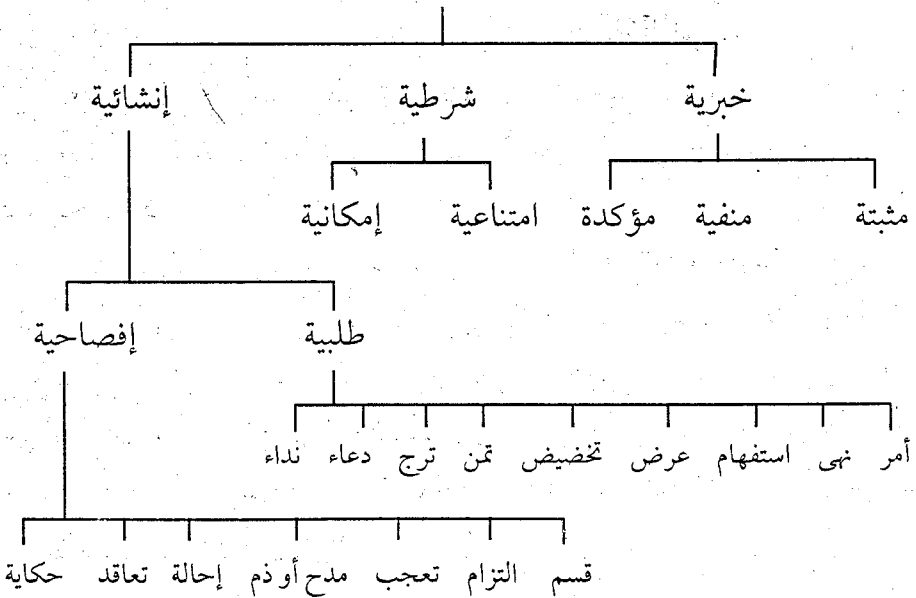 خبرية شرطية إنشائية
مثبتة منفية مؤكدة امتناعية إمكانية
طلبية إفصاحية
أمر نهى استفهام عرض تخضيض تمن ترج دعاء نداء
قسم التزام تعجب مدح أو ذم إحالة تعاقد حكاية